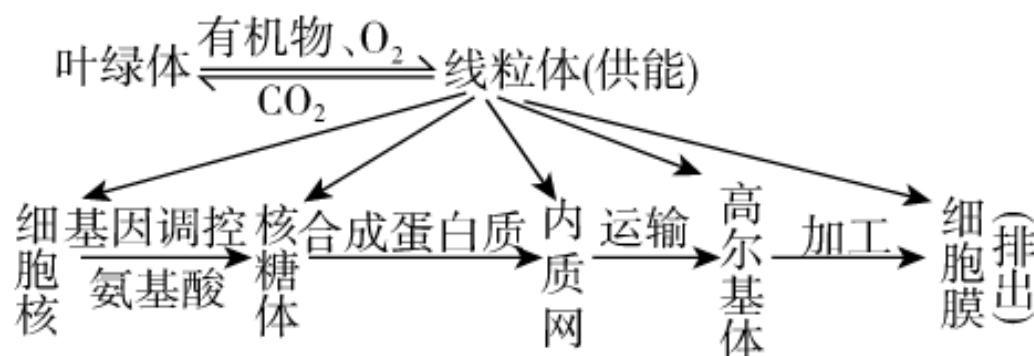 有机物、O₂
叶绿体
线粒体(供能)
CO₂
细胞核
基因调控
氨基酸
核糖体
合成蛋白质
内质网
运输
高尔基体
加工
细胞膜
(排出)